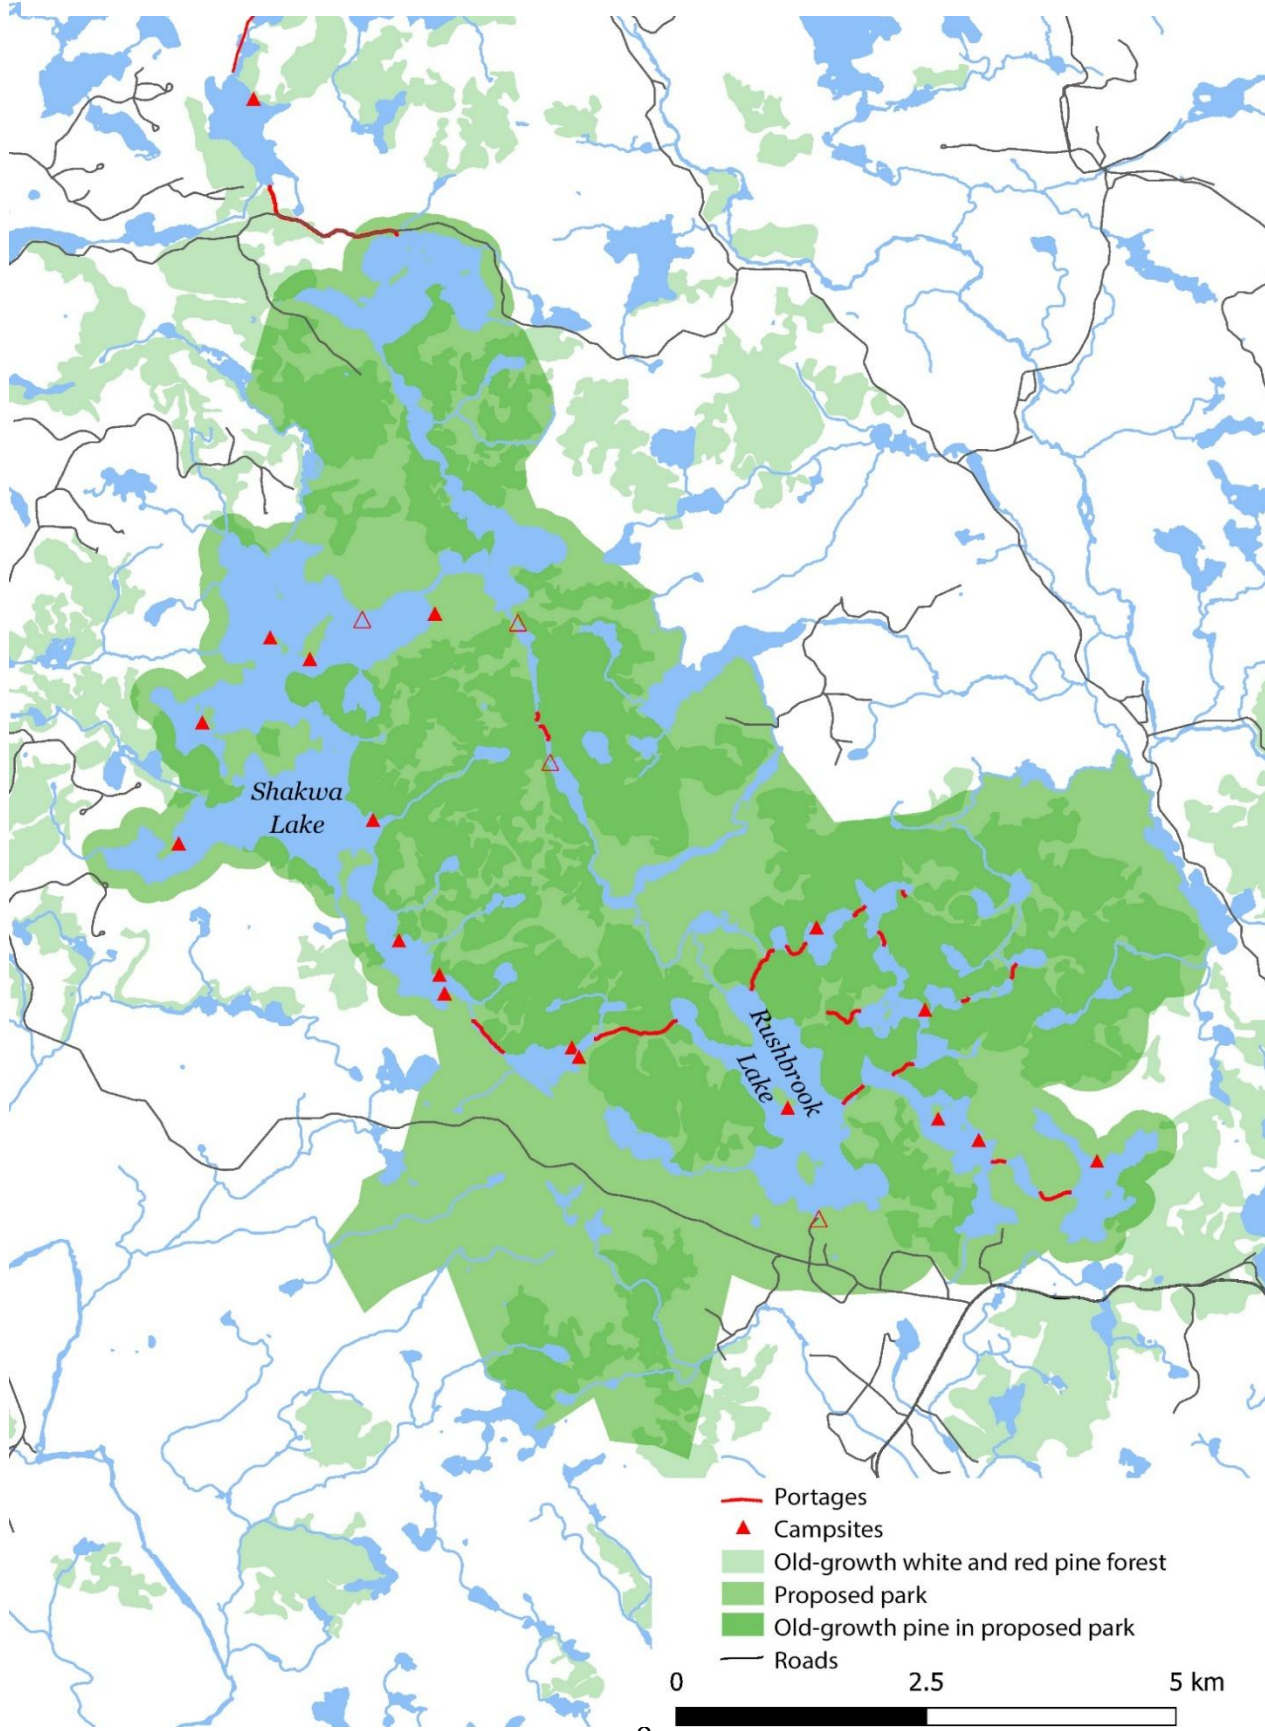 Shakwa
Lake
Rushbrook
Lake
Portages
Campsites
Old-growth white and red pine forest
Proposed park
Old-growth pine in proposed park
Roads
0 2.5 5 km